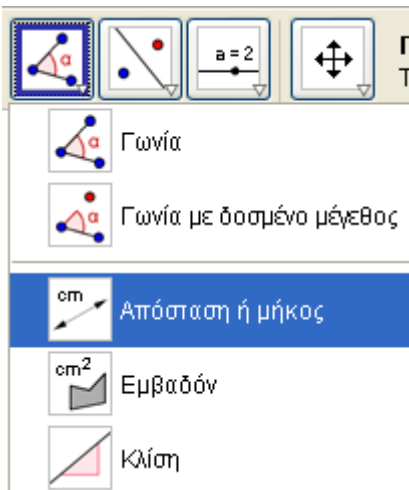 α
a = 2
α
Γωνία
α
Γωνία με δοσμένο μέγεθος
cm
Απόσταση ή μήκος
cm²
Εμβαδόν
Κλίση